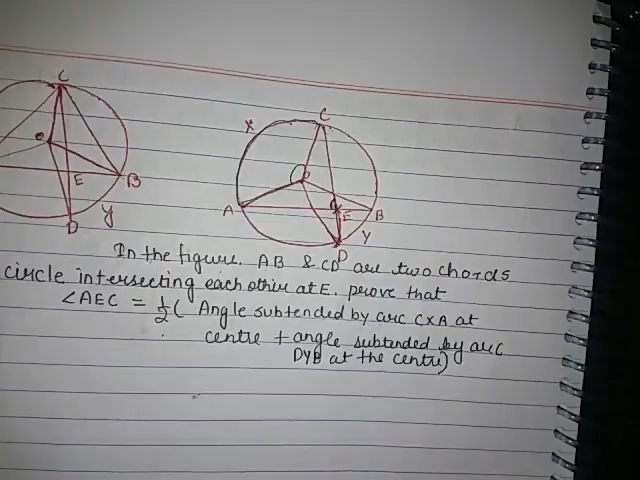 C
O
E
B
D
y
X
C
O
A
E
B
y
D
In the figure. AB & CD are two chords
circle intersecting each other at E. prove that
∠AEC = 1/2 ( Angle subtended by arc CXA at
centre + angle subtended by arc
DYB at the centre)